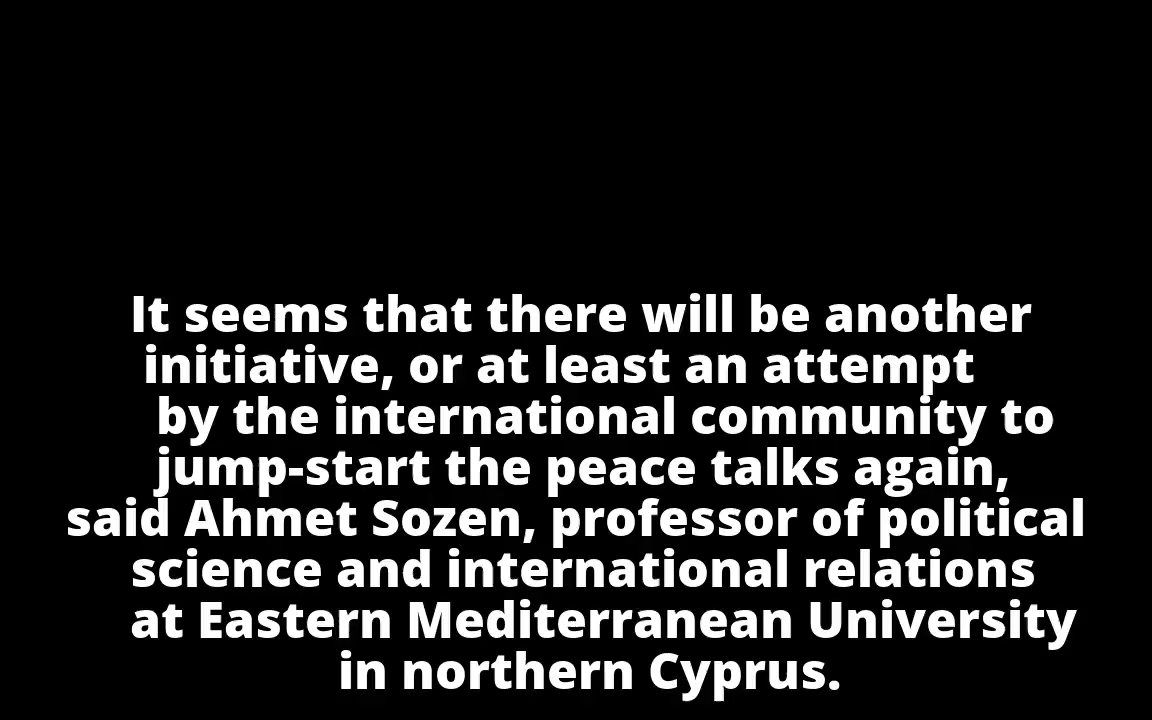 It seems that there will be another
initiative, or at least an attempt
by the international community to
jump-start the peace talks again,
said Ahmet Sozen, professor of political
science and international relations
at Eastern Mediterranean University
in northern Cyprus.